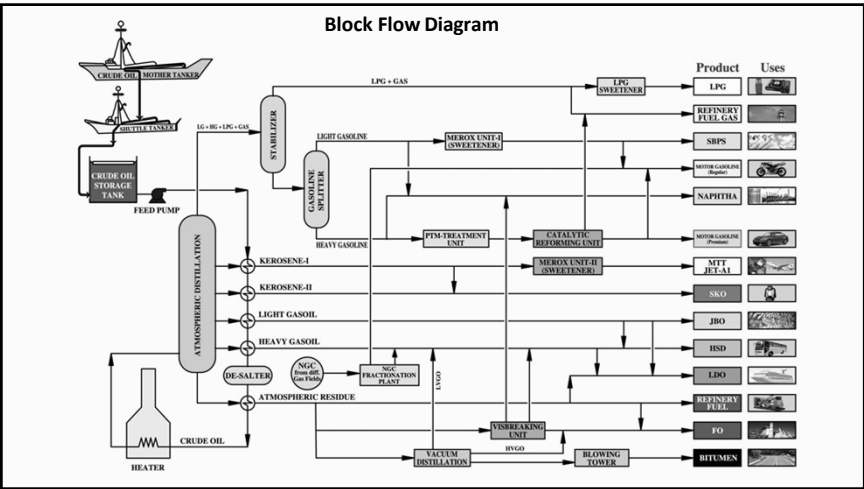 Block Flow Diagram
CRUDE OIL MOTHER TANKER
SHUTTLE TANKER
CRUDE OIL
STORAGE
TANK
FEED PUMP
LG + HG + LPG + GAS
STABILIZER
LPG + GAS
LPG
SWEETENER
LIGHT GASOLINE
MEROX UNIT-I
(SWEETENER)
GASOLINE
SPLITTER
HEAVY GASOLINE
PTM-TREATMENT
UNIT
CATALYTIC
REFORMING UNIT
ATMOSPHERIC DISTILLATION
KEROSENE-I
MEROX UNIT-II
(SWEETENER)
KEROSENE-II
LIGHT GASOIL
HEAVY GASOIL
NGC
from diff.
Gas Fields
NGC
FRACTIONATION
PLANT
LVGO
DE-SALTER
ATMOSPHERIC RESIDUE
VISBREAKING
UNIT
HVGO
VACUUM
DISTILLATION
BLOWING
TOWER
CRUDE OIL
HEATER
Product Uses
LPG
REFINERY
FUEL GAS
SBPS
MOTOR GASOLINE
(Regular)
NAPHTHA
MOTOR GASOLINE
(Premium)
MTT
JET-A1
SKO
JBO
HSD
LDO
REFINERY
FUEL
FO
BITUMEN